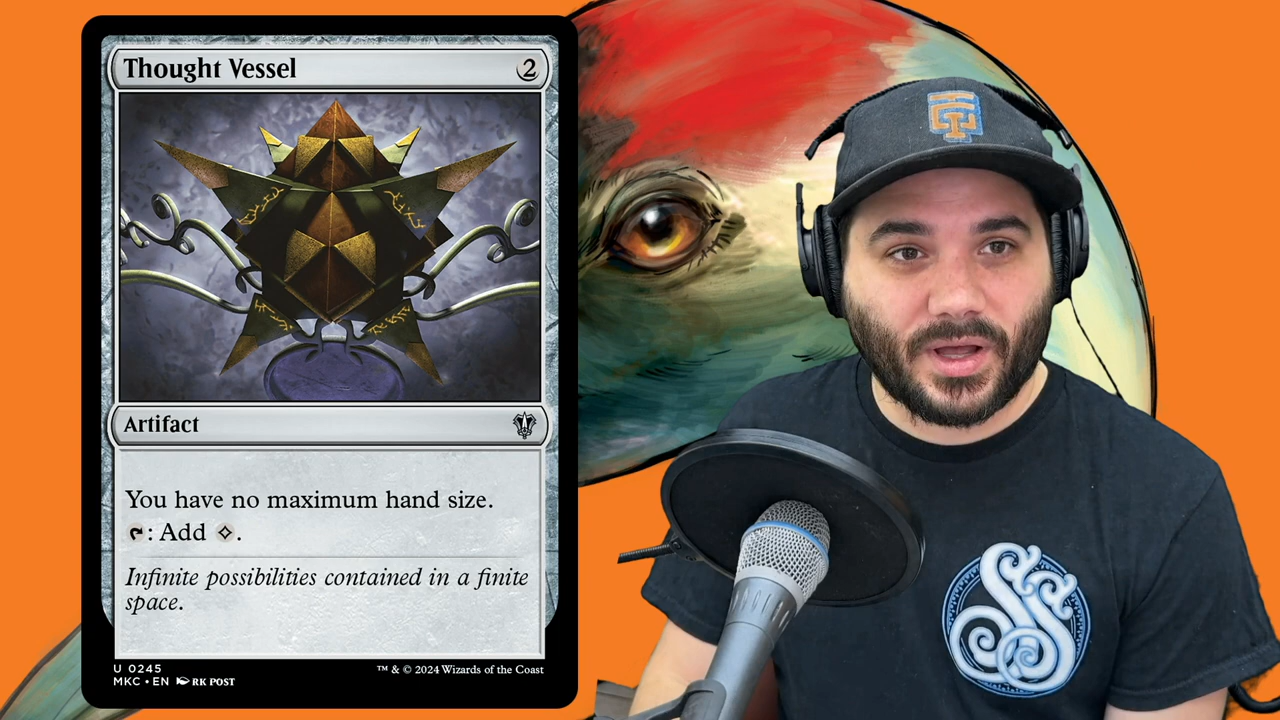 Thought Vessel 2
Artifact
You have no maximum hand size.
: Add .
Infinite possibilities contained in a finite
space.
U 0245
MKC • EN RK POST
™ & © 2024 Wizards of the Coast